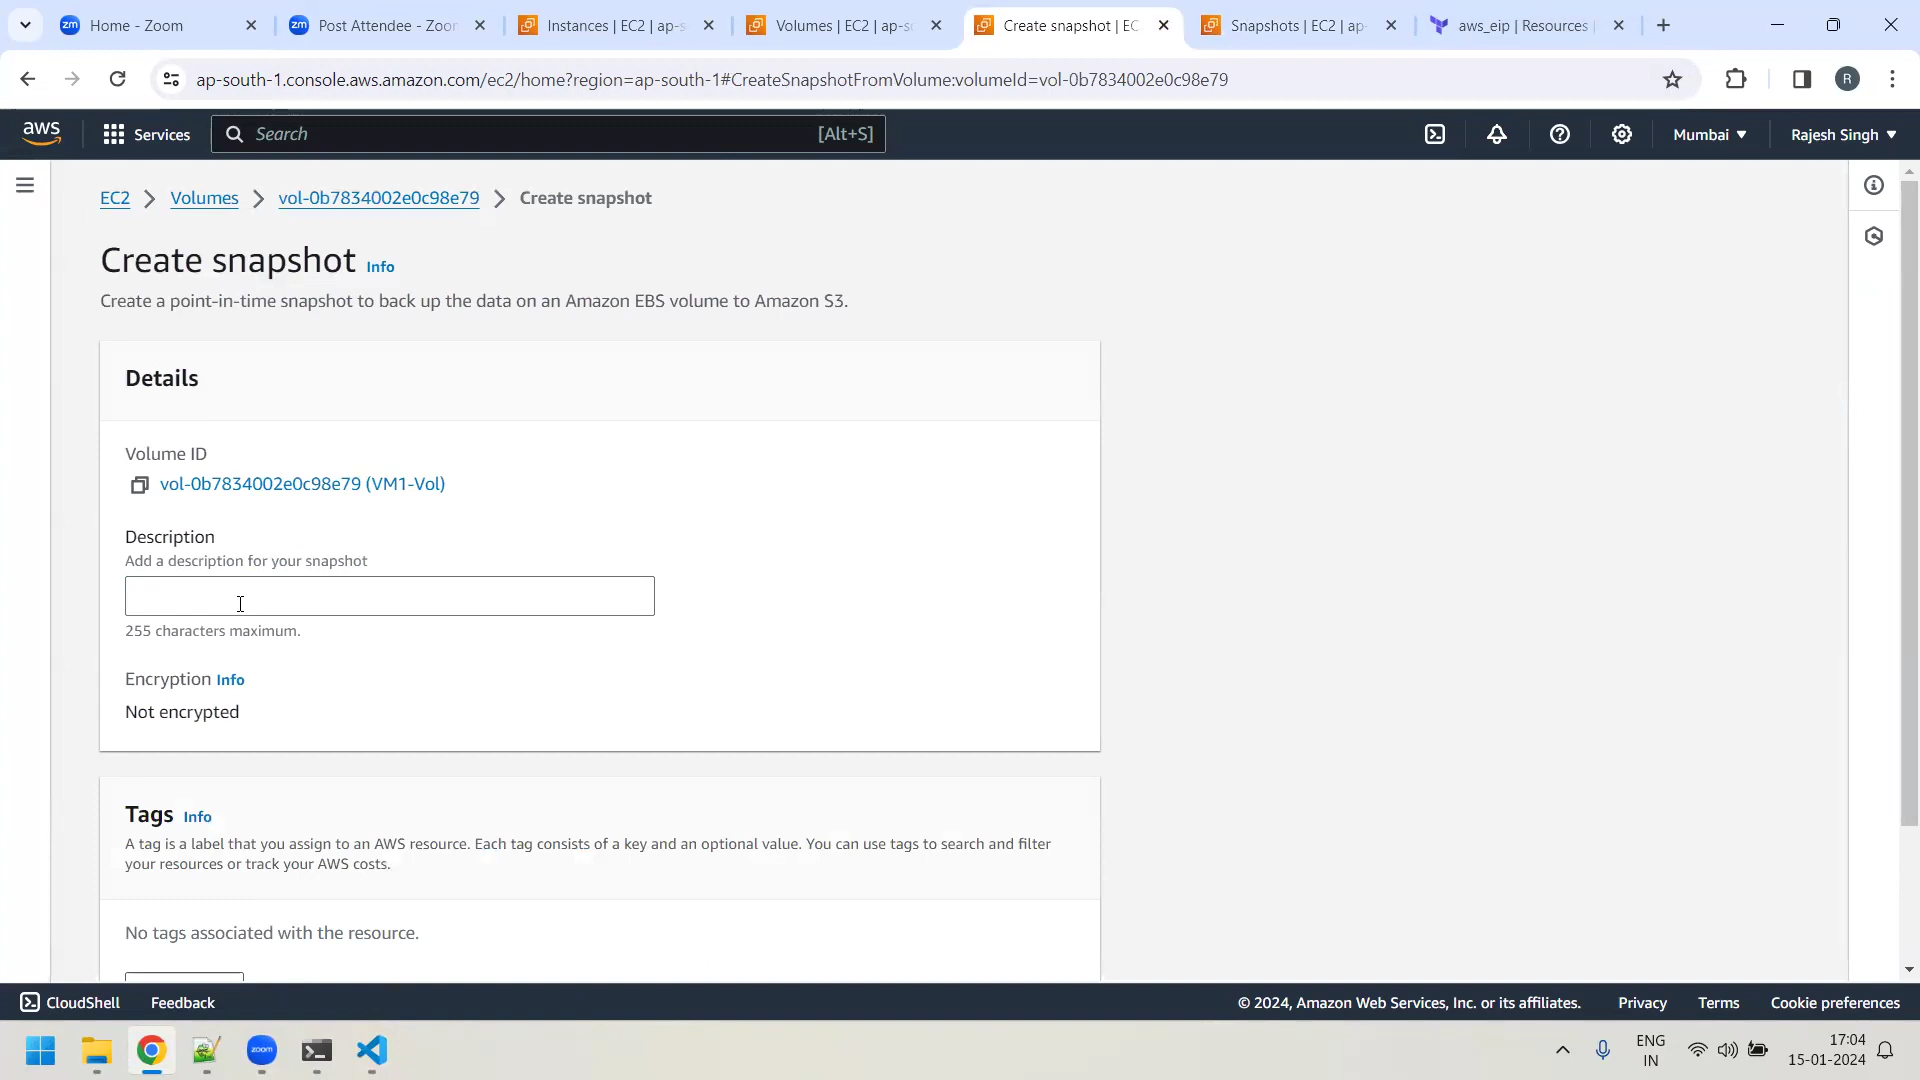 Home - Zoom
Post Attendee - Zoor
Instances | EC2 | ap-s
Volumes | EC2 | ap-so
Create snapshot | EC
Snapshots | EC2 | ap-
aws_eip | Resources |
ap-south-1.console.aws.amazon.com/ec2/home?region=ap-south-1#CreateSnapshotFromVolume:volumeId=vol-0b7834002e0c98e79
R
aws
Services
Search
[Alt+S]
Mumbai
Rajesh Singh
EC2
Volumes
vol-0b7834002e0c98e79
Create snapshot
Create snapshot Info
Create a point-in-time snapshot to back up the data on an Amazon EBS volume to Amazon S3.
Details
Volume ID
vol-0b7834002e0c98e79 (VM1-Vol)
Description
Add a description for your snapshot
255 characters maximum.
Encryption Info
Not encrypted
Tags Info
A tag is a label that you assign to an AWS resource. Each tag consists of a key and an optional value. You can use tags to search and filter
your resources or track your AWS costs.
No tags associated with the resource.
CloudShell
Feedback
© 2024, Amazon Web Services, Inc. or its affiliates.
Privacy
Terms
Cookie preferences
zoom
ENG
IN
17:04
15-01-2024